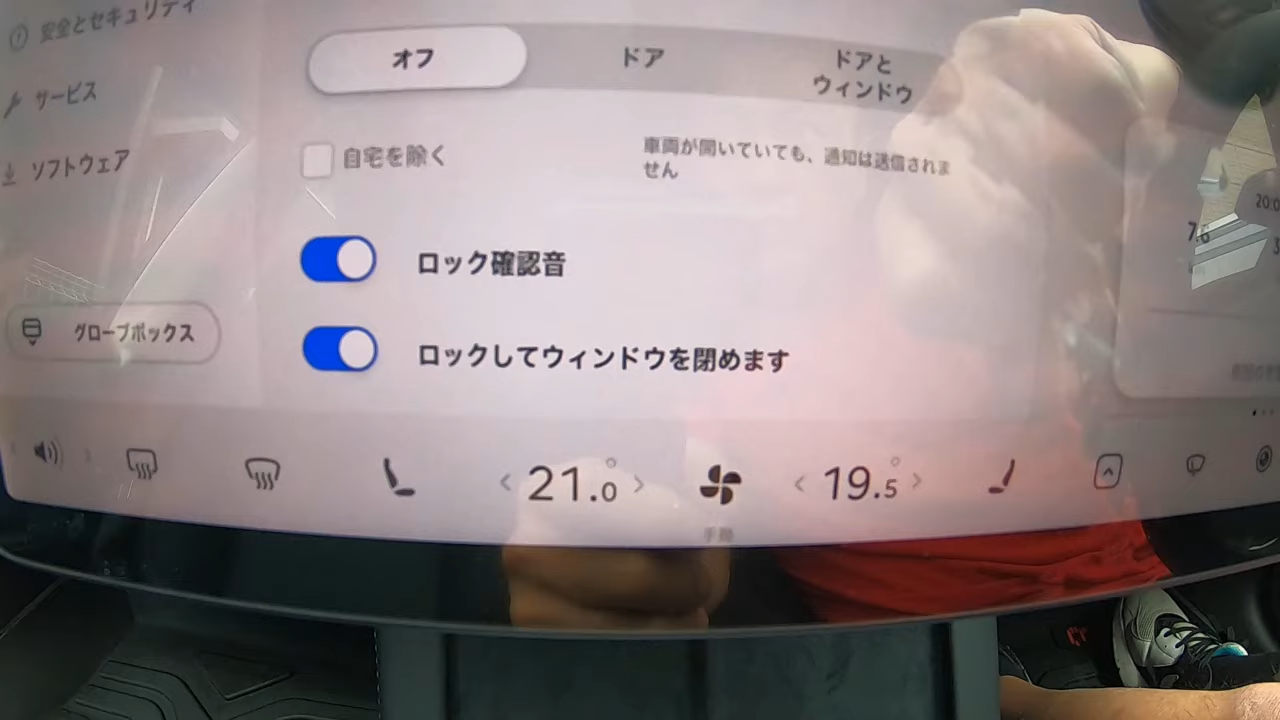 安全とセキュリティ
サービス
ソフトウェア
グローブボックス
オフ
ドア
ドアと
ウィンドウ
自宅を除く
車両が開いていても、通知は送信されま
せん
ロック確認音
ロックしてウィンドウを閉めます
21.0°
19.5°
手動